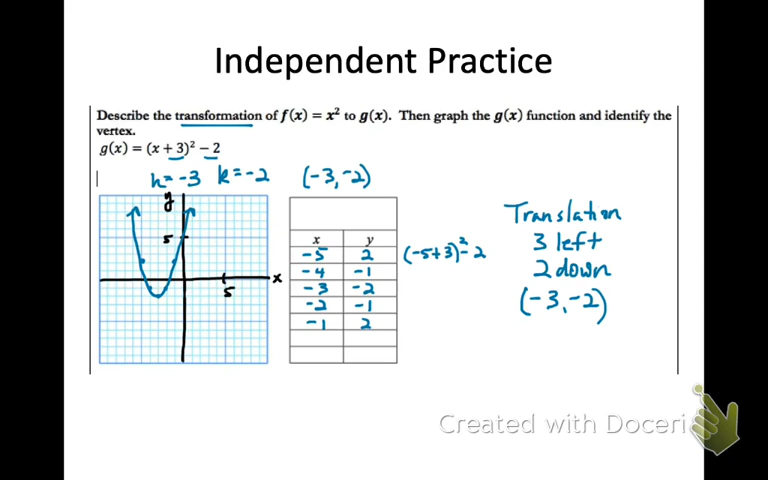 Independent Practice
Describe the transformation of f(x) = x² to g(x). Then graph the g(x) function and identify the
vertex.
g(x) = (x + 3)² − 2
h = -3 k = -2 (-3, -2)
y
5
x
5
x y
-5 2 (-5+3)² - 2
-4 -1
-3 -2
-2 -1
-1 2
Translation
3 left
2 down
(-3, -2)
Created with Doceri